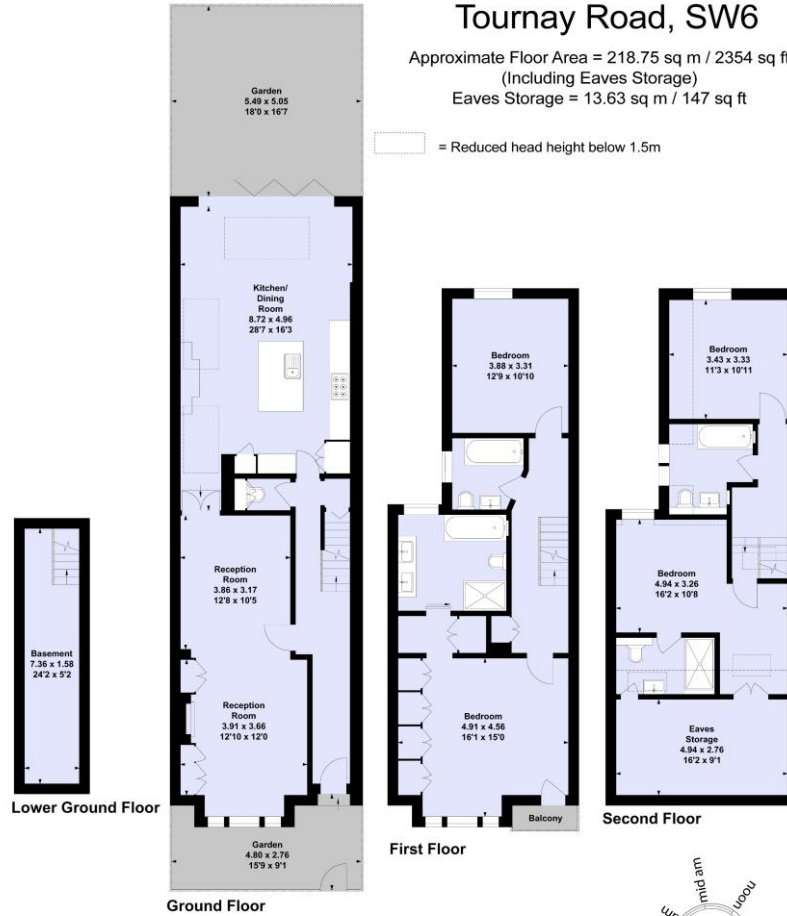 Tournay Road, SW6
Approximate Floor Area = 218.75 sq m / 2354 sq ft
(Including Eaves Storage)
Eaves Storage = 13.63 sq m / 147 sq ft
= Reduced head height below 1.5m
Garden
5.49 x 5.05
18'0 x 16'7
Kitchen/
Dining
Room
8.72 x 4.96
28'7 x 16'3
Reception
Room
3.86 x 3.17
12'8 x 10'5
Reception
Room
3.91 x 3.66
12'10 x 12'0
Garden
4.80 x 2.76
15'9 x 9'1
Ground Floor
Basement
7.36 x 1.58
24'2 x 5'2
Lower Ground Floor
Bedroom
3.88 x 3.31
12'9 x 10'10
Bedroom
4.91 x 4.56
16'1 x 15'0
Balcony
First Floor
Bedroom
3.43 x 3.33
11'3 x 10'11
Bedroom
4.94 x 3.26
16'2 x 10'8
Eaves
Storage
4.94 x 2.76
16'2 x 9'1
Second Floor
mid am
noon